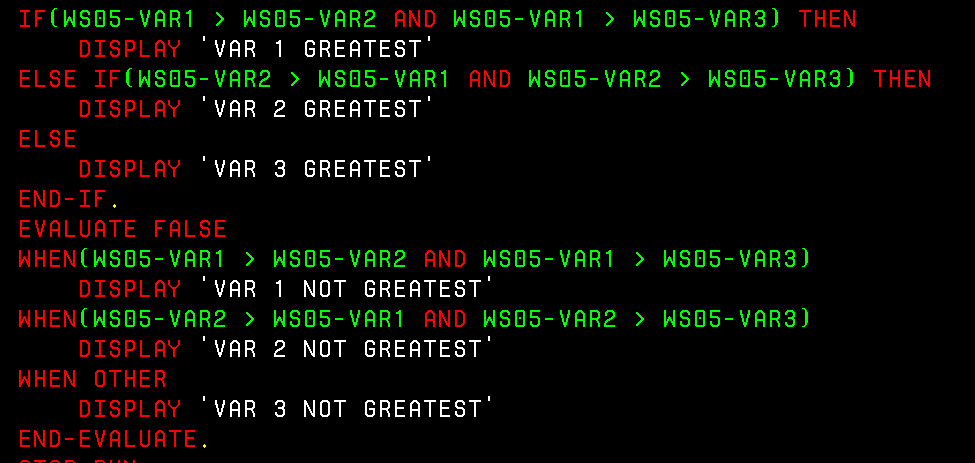 IF(WS05-VAR1 > WS05-VAR2 AND WS05-VAR1 > WS05-VAR3) THEN
DISPLAY 'VAR 1 GREATEST'
ELSE IF(WS05-VAR2 > WS05-VAR1 AND WS05-VAR2 > WS05-VAR3) THEN
DISPLAY 'VAR 2 GREATEST'
ELSE
DISPLAY 'VAR 3 GREATEST'
END-IF.
EVALUATE FALSE
WHEN(WS05-VAR1 > WS05-VAR2 AND WS05-VAR1 > WS05-VAR3)
DISPLAY 'VAR 1 NOT GREATEST'
WHEN(WS05-VAR2 > WS05-VAR1 AND WS05-VAR2 > WS05-VAR3)
DISPLAY 'VAR 2 NOT GREATEST'
WHEN OTHER
DISPLAY 'VAR 3 NOT GREATEST'
END-EVALUATE.